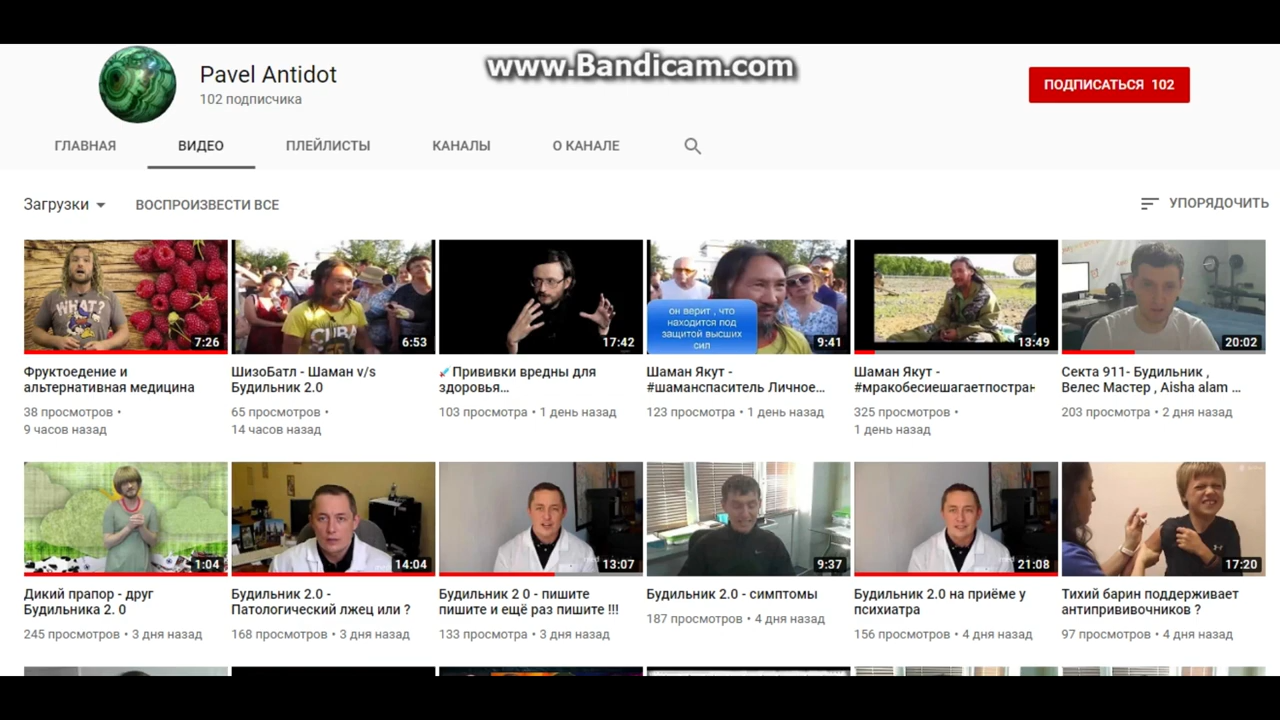 www.Bandicam.com
Pavel Antidot
102 подписчика
ПОДПИСАТЬСЯ 102
ГЛАВНАЯ
ВИДЕО
ПЛЕЙЛИСТЫ
КАНАЛЫ
О КАНАЛЕ
Загрузки
ВОСПРОИЗВЕСТИ ВСЕ
УПОРЯДОЧИТЬ
WHAT?
7:26
CUBA
6:53
17:42
он верит , что
находится под
защитой высших
сил
9:41
13:49
20:02
Фруктоедение и
альтернативная медицина
38 просмотров •
9 часов назад
ШизоБатл - Шаман v/s
Будильник 2.0
65 просмотров •
14 часов назад
Прививки вредны для
здоровья...
103 просмотра • 1 день назад
Шаман Якут -
#шаманспаситель Личное...
123 просмотра • 1 день назад
Шаман Якут -
#мракобесиешагаетпостран
325 просмотров •
1 день назад
Секта 911- Будильник ,
Велес Мастер , Aisha alam ...
203 просмотра • 2 дня назад
1:04
14:04
13:07
9:37
21:08
17:20
Дикий прапор - друг
Будильника 2. 0
245 просмотров • 3 дня назад
Будильник 2.0 -
Патологический лжец или ?
168 просмотров • 3 дня назад
Будильник 2 0 - пишите
пишите и ещё раз пишите !!!
133 просмотра • 3 дня назад
Будильник 2.0 - симптомы
187 просмотров • 4 дня назад
Будильник 2.0 на приёме у
психиатра
156 просмотров • 4 дня назад
Тихий барин поддерживает
антипрививочников ?
97 просмотров • 4 дня назад